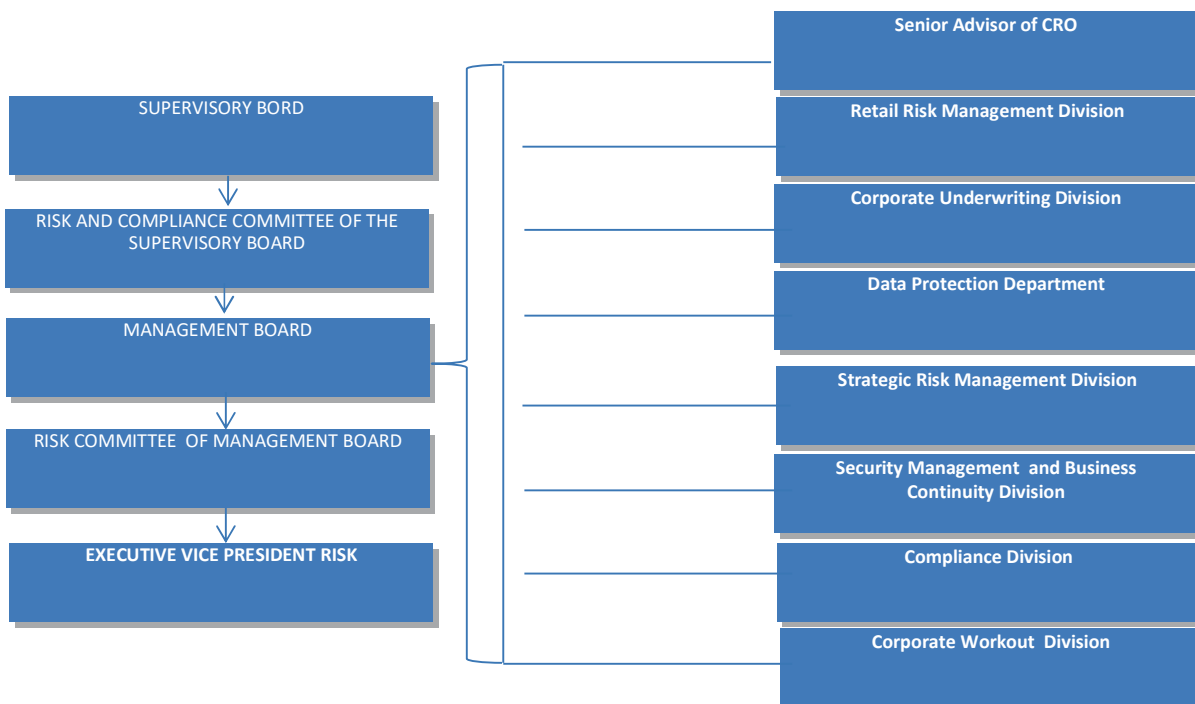 SUPERVISORY BORD
RISK AND COMPLIANCE COMMITTEE OF THE
SUPERVISORY BOARD
MANAGEMENT BOARD
RISK COMMITTEE  OF MANAGEMENT BOARD
EXECUTIVE VICE PRESIDENT RISK
Senior Advisor of CRO
Retail Risk Management Division
Corporate Underwriting Division
Data Protection Department
Strategic Risk Management Division
Security Management  and Business
Continuity Division
Compliance Division
Corporate Workout  Division